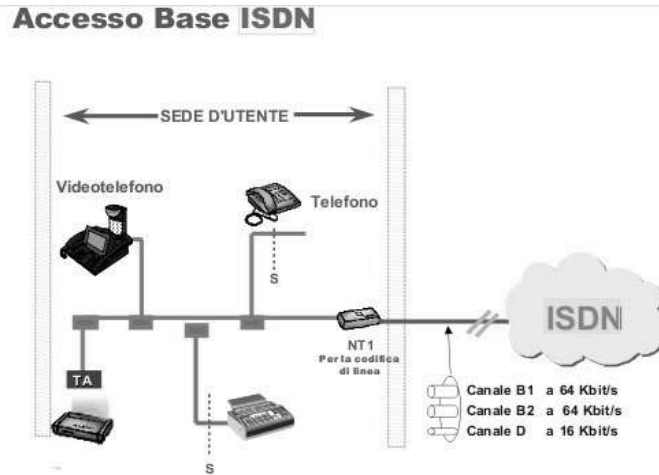 Accesso Base ISDN
SEDE D'UTENTE
Videotelefono
Telefono
S
ISDN
NT1
Per la codifica
di linea
TA
Canale B1 a 64 Kbit/s
Canale B2 a 64 Kbit/s
Canale D a 16 Kbit/s
S